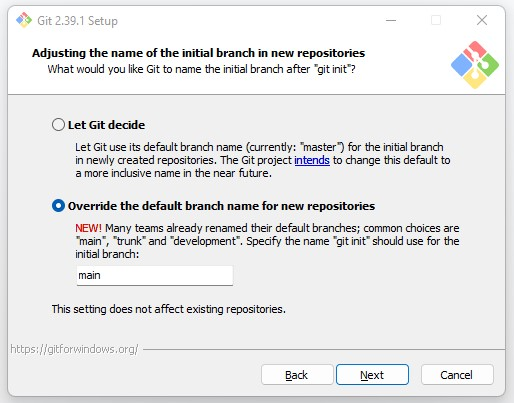 Git 2.39.1 Setup
Adjusting the name of the initial branch in new repositories
What would you like Git to name the initial branch after "git init"?
Let Git decide
Let Git use its default branch name (currently: "master") for the initial branch
in newly created repositories. The Git project intends to change this default to
a more inclusive name in the near future.
Override the default branch name for new repositories
NEW! Many teams already renamed their default branches; common choices are
"main", "trunk" and "development". Specify the name "git init" should use for the
initial branch:
main
This setting does not affect existing repositories.
https://gitforwindows.org/
Back Next Cancel